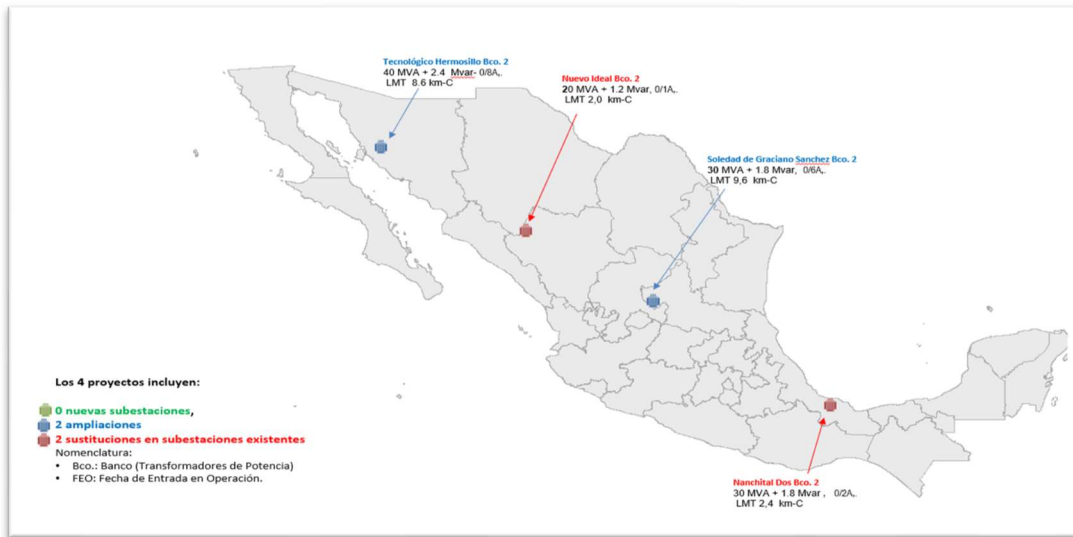 Tecnológico Hermosillo Bco. 2
40 MVA + 2.4 Mvar- 0/8A,.
LMT 8.6 km-C
Nuevo Ideal Bco. 2
20 MVA + 1.2 Mvar, 0/1A,.
LMT 2,0 km-C
Soledad de Graciano Sanchez Bco. 2
30 MVA + 1.8 Mvar, 0/6A,.
LMT 9,6 km-C
Los 4 proyectos incluyen:
0 nuevas subestaciones,
2 ampliaciones
2 sustituciones en subestaciones existentes
Nomenclatura:
• Bco.: Banco (Transformadores de Potencia)
• FEO: Fecha de Entrada en Operación.
Nanchital Dos Bco. 2
30 MVA + 1.8 Mvar , 0/2A,.
LMT 2,4 km-C